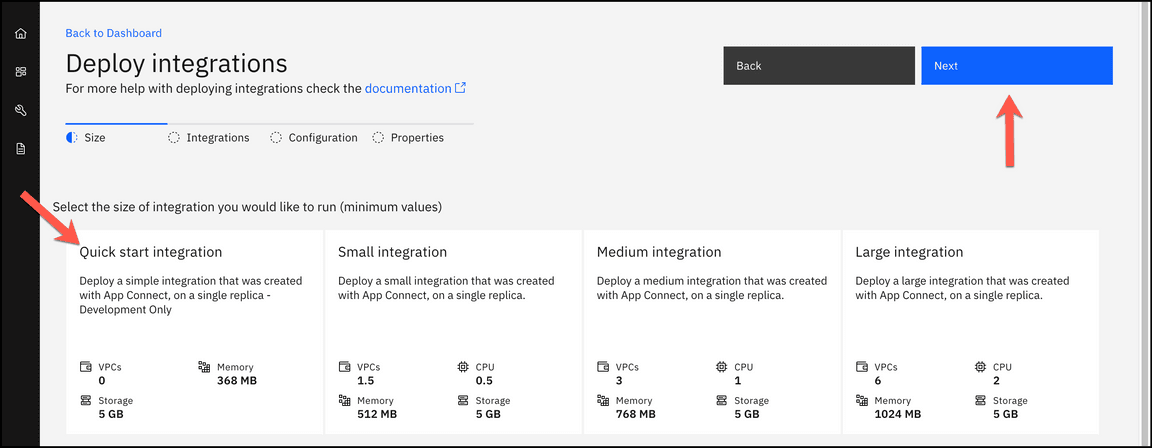 Back to Dashboard
Deploy integrations
For more help with deploying integrations check the documentation
Back
Next
Size
Integrations
Configuration
Properties
Select the size of integration you would like to run (minimum values)
Quick start integration
Deploy a simple integration that was created
with App Connect, on a single replica -
Development Only
VPCs
0
Memory
368 MB
Storage
5 GB
Small integration
Deploy a small integration that was created
with App Connect, on a single replica.
VPCs
1.5
CPU
0.5
Memory
512 MB
Storage
5 GB
Medium integration
Deploy a medium integration that was created
with App Connect, on a single replica.
VPCs
3
CPU
1
Memory
768 MB
Storage
5 GB
Large integration
Deploy a large integration that was created
with App Connect, on a single replica.
VPCs
6
CPU
2
Memory
1024 MB
Storage
5 GB